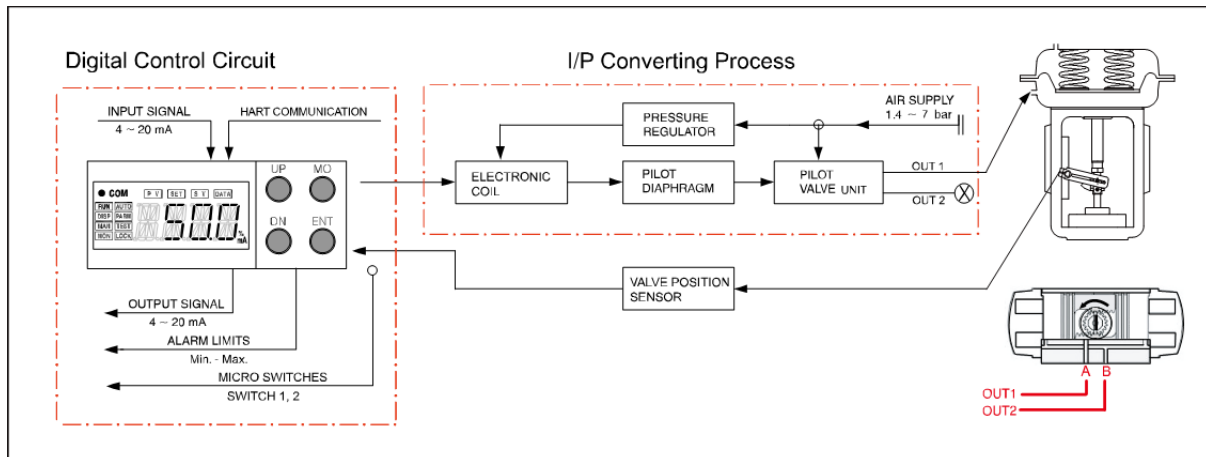 Digital Control Circuit
I/P Converting Process
INPUT SIGNAL
4 ~ 20 mA
HART COMMUNICATION
COM
P V
SET
S V
DATA
RUN AUTO
DISP PARM
MAN TEST
MON LOCK
50.0
%
mA
UP
MO
DN
ENT
OUTPUT SIGNAL
4 ~ 20 mA
ALARM LIMITS
Min. - Max.
MICRO SWITCHES
SWITCH 1, 2
PRESSURE
REGULATOR
AIR SUPPLY
1.4 ~ 7 bar
ELECTRONIC
COIL
PILOT
DIAPHRAGM
PILOT
VALVE UNIT
OUT 1
OUT 2
VALVE POSITION
SENSOR
A B
OUT1
OUT2